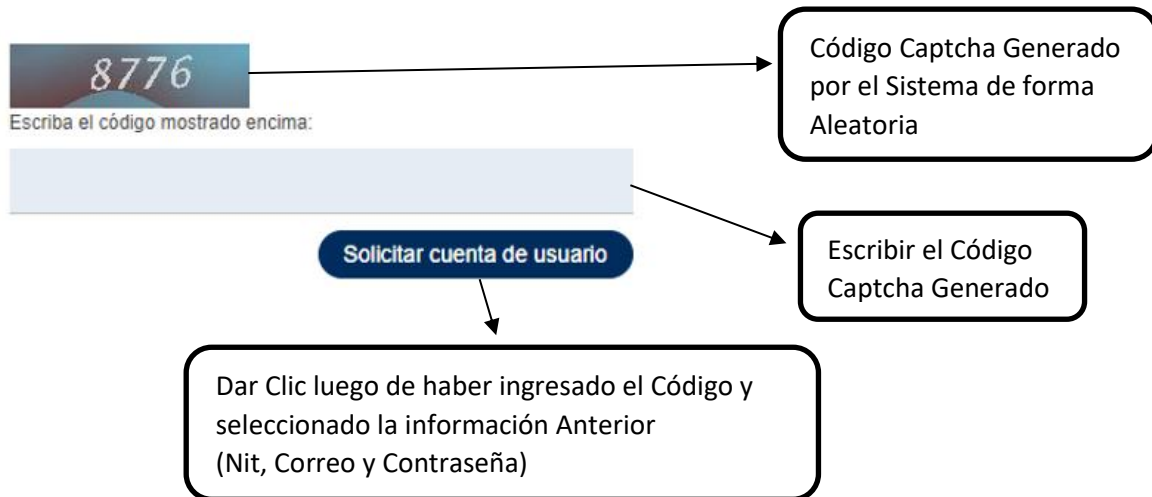 8776
Código Captcha Generado
por el Sistema de forma
Aleatoria
Escriba el código mostrado encima:
Solicitar cuenta de usuario
Escribir el Código
Captcha Generado
Dar Clic luego de haber ingresado el Código y
seleccionado la información Anterior
(Nit, Correo y Contraseña)